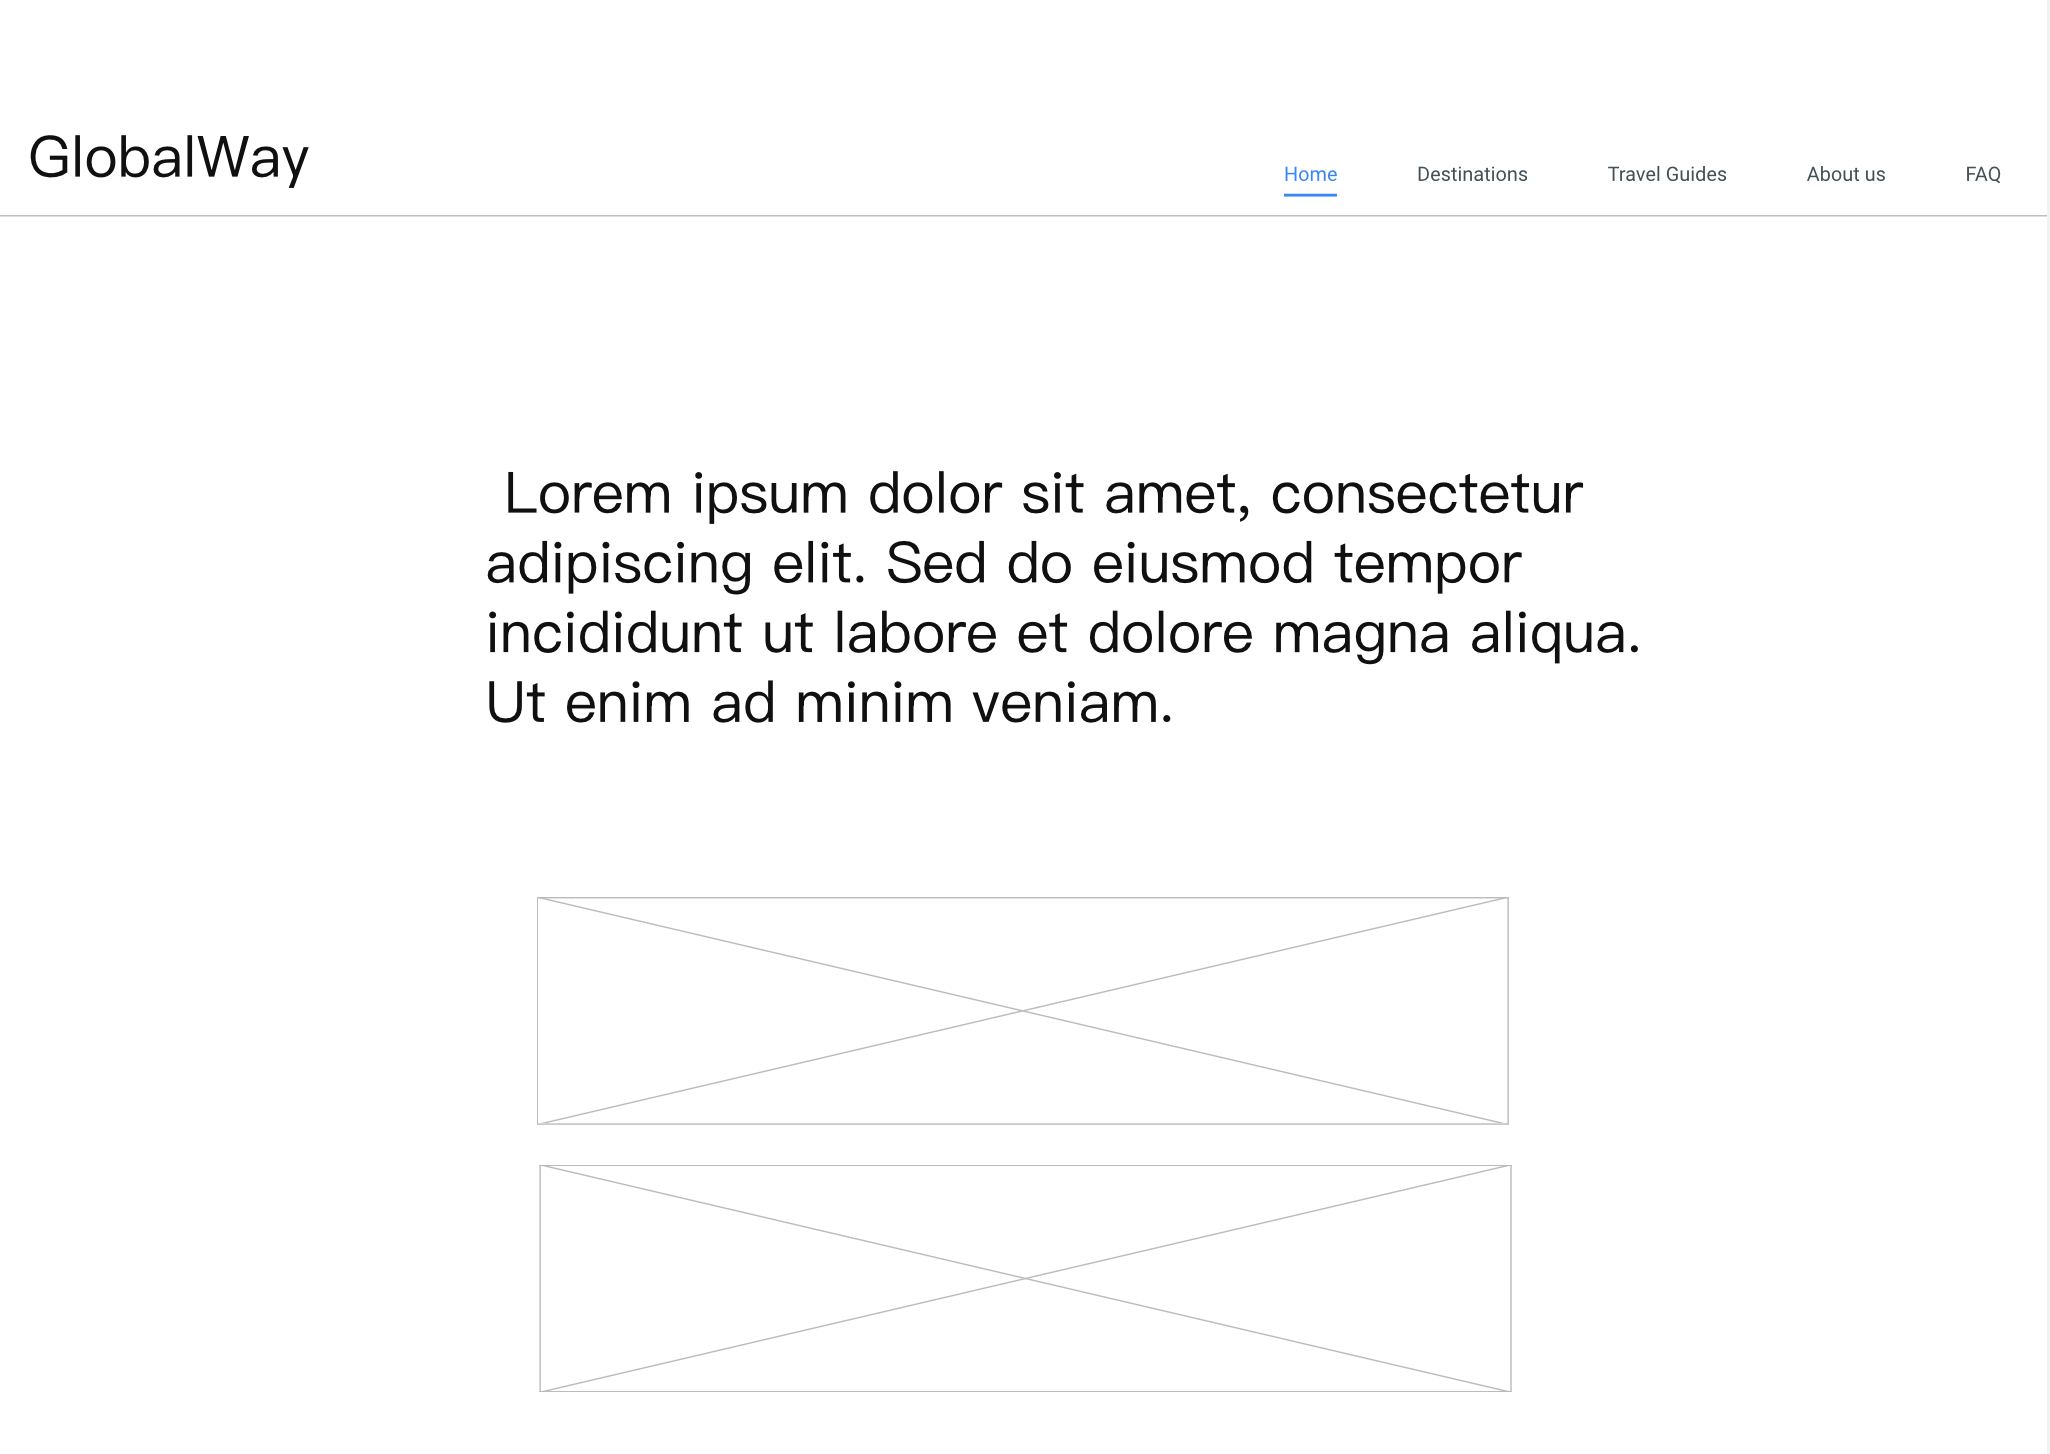 GlobalWay
Home Destinations Travel Guides About us FAQ
Lorem ipsum dolor sit amet, consectetur
adipiscing elit. Sed do eiusmod tempor
incididunt ut labore et dolore magna aliqua.
Ut enim ad minim veniam.